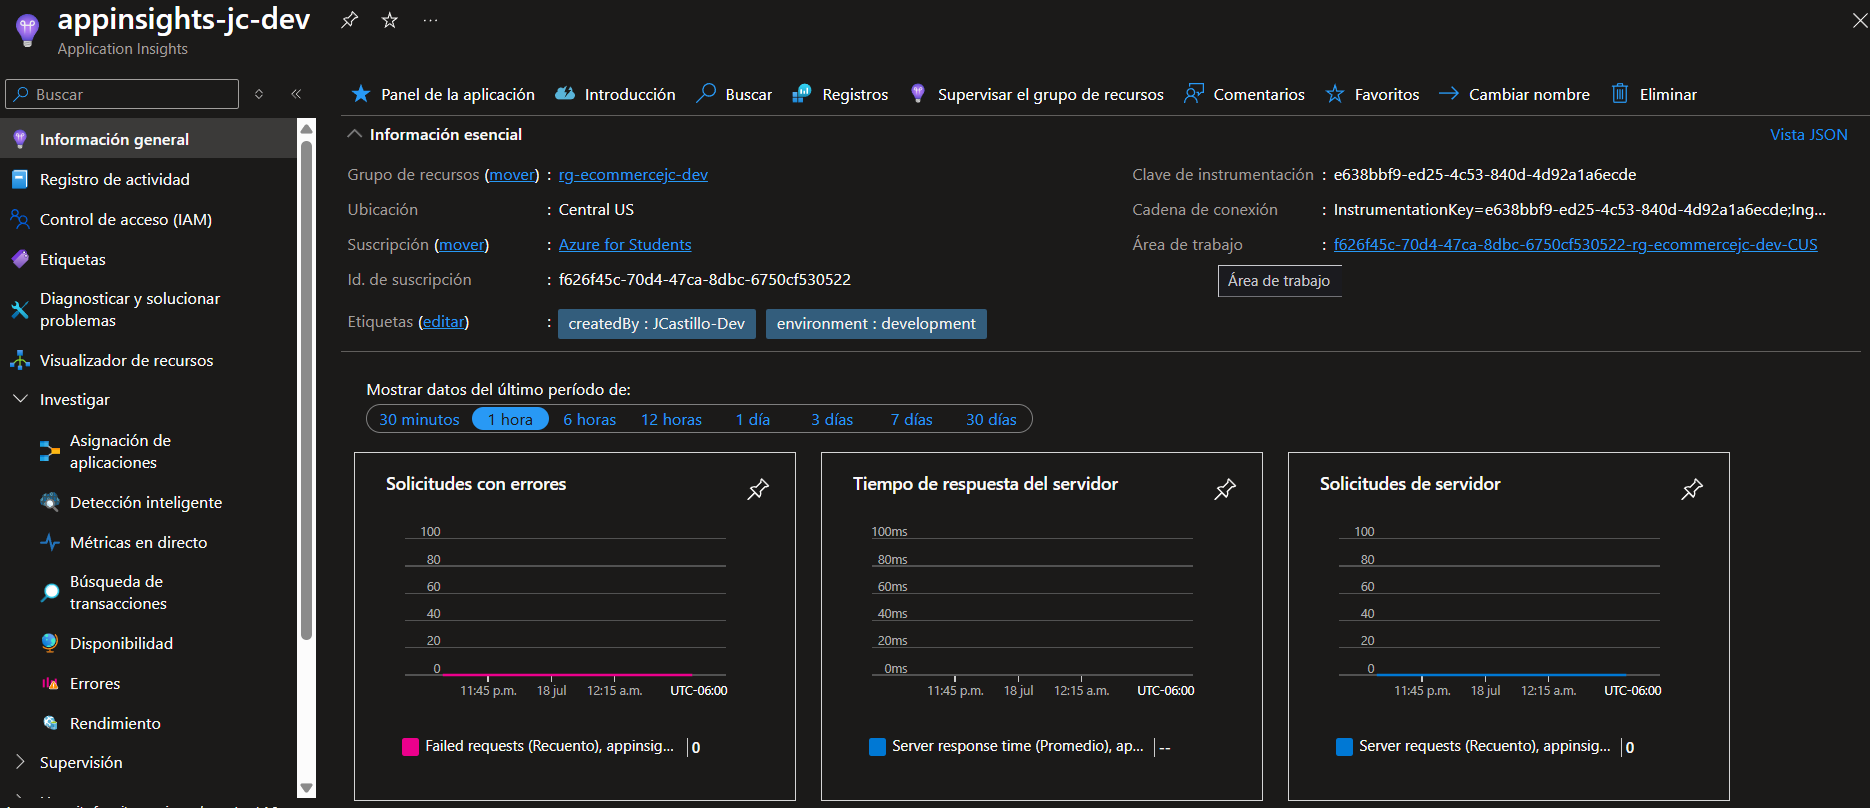 appinsights-jc-dev
Application Insights
Buscar
Panel de la aplicación Introducción Buscar Registros Supervisar el grupo de recursos Comentarios Favoritos Cambiar nombre Eliminar
Información general
Registro de actividad
Control de acceso (IAM)
Etiquetas
Diagnosticar y solucionar
problemas
Visualizador de recursos
Investigar
Asignación de
aplicaciones
Detección inteligente
Métricas en directo
Búsqueda de
transacciones
Disponibilidad
Errores
Rendimiento
Supervisión
Información esencial
Vista JSON
Grupo de recursos (mover) : rg-ecommercejc-dev
Ubicación : Central US
Suscripción (mover) : Azure for Students
Id. de suscripción : f626f45c-70d4-47ca-8dbc-6750cf530522
Etiquetas (editar) : createdBy : JCastillo-Dev environment : development
Clave de instrumentación : e638bbf9-ed25-4c53-840d-4d92a1a6ecde
Cadena de conexión : InstrumentationKey=e638bbf9-ed25-4c53-840d-4d92a1a6ecde;Ing...
Área de trabajo : f626f45c-70d4-47ca-8dbc-6750cf530522-rg-ecommercejc-dev-CUS
Área de trabajo
Mostrar datos del último período de:
30 minutos 1 hora 6 horas 12 horas 1 día 3 días 7 días 30 días
Solicitudes con errores
100
80
60
40
20
0
11:45 p.m. 18 jul 12:15 a.m. UTC-06:00
Failed requests (Recuento), appinsig... 0
Tiempo de respuesta del servidor
100ms
80ms
60ms
40ms
20ms
0ms
11:45 p.m. 18 jul 12:15 a.m. UTC-06:00
Server response time (Promedio), ap... --
Solicitudes de servidor
100
80
60
40
20
0
11:45 p.m. 18 jul 12:15 a.m. UTC-06:00
Server requests (Recuento), appinsig... 0